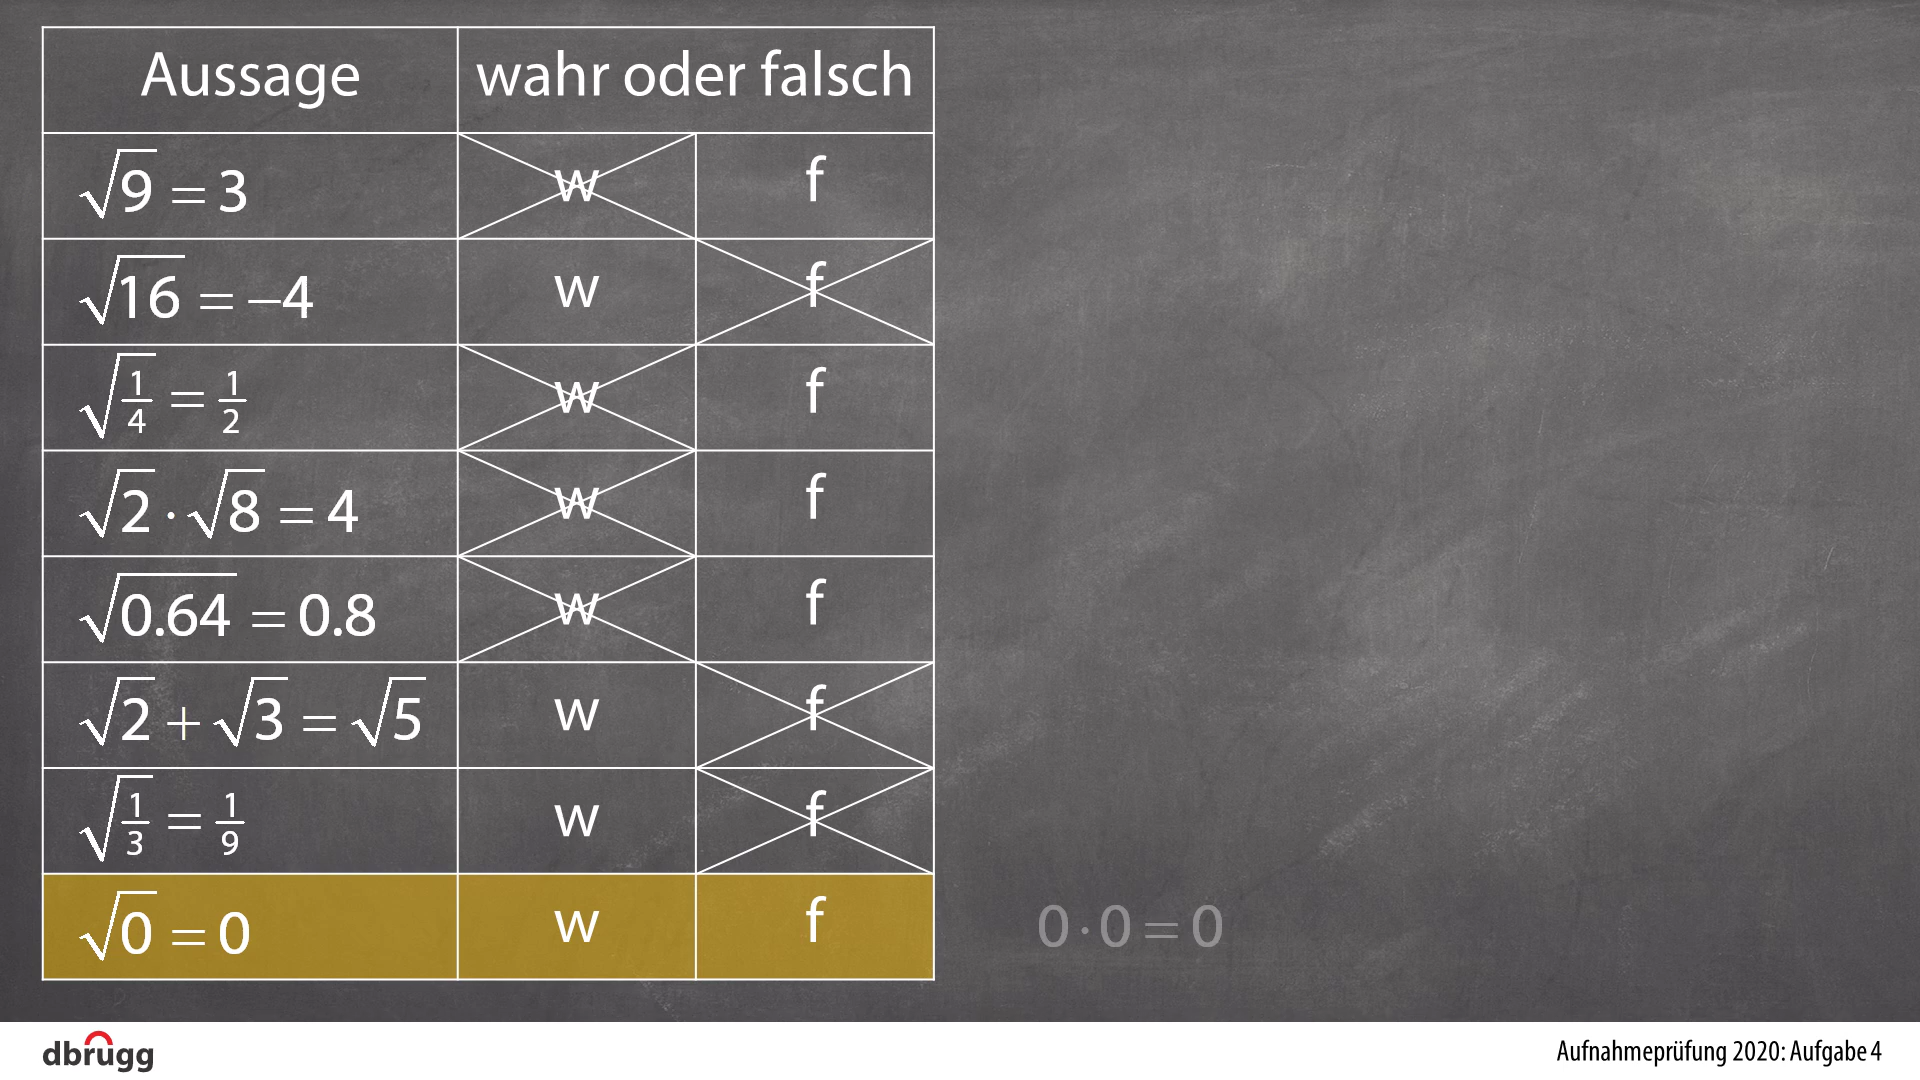 Aussage wahr oder falsch
√9 = 3 w f
√16 = –4 w f
√(1/4) = 1/2 w f
√2 · √8 = 4 w f
√0.64 = 0.8 w f
√2 + √3 = √5 w f
√(1/3) = 1/9 w f
√0 = 0 w f 0 · 0 = 0
dbrugg Aufnahmeprüfung 2020: Aufgabe 4